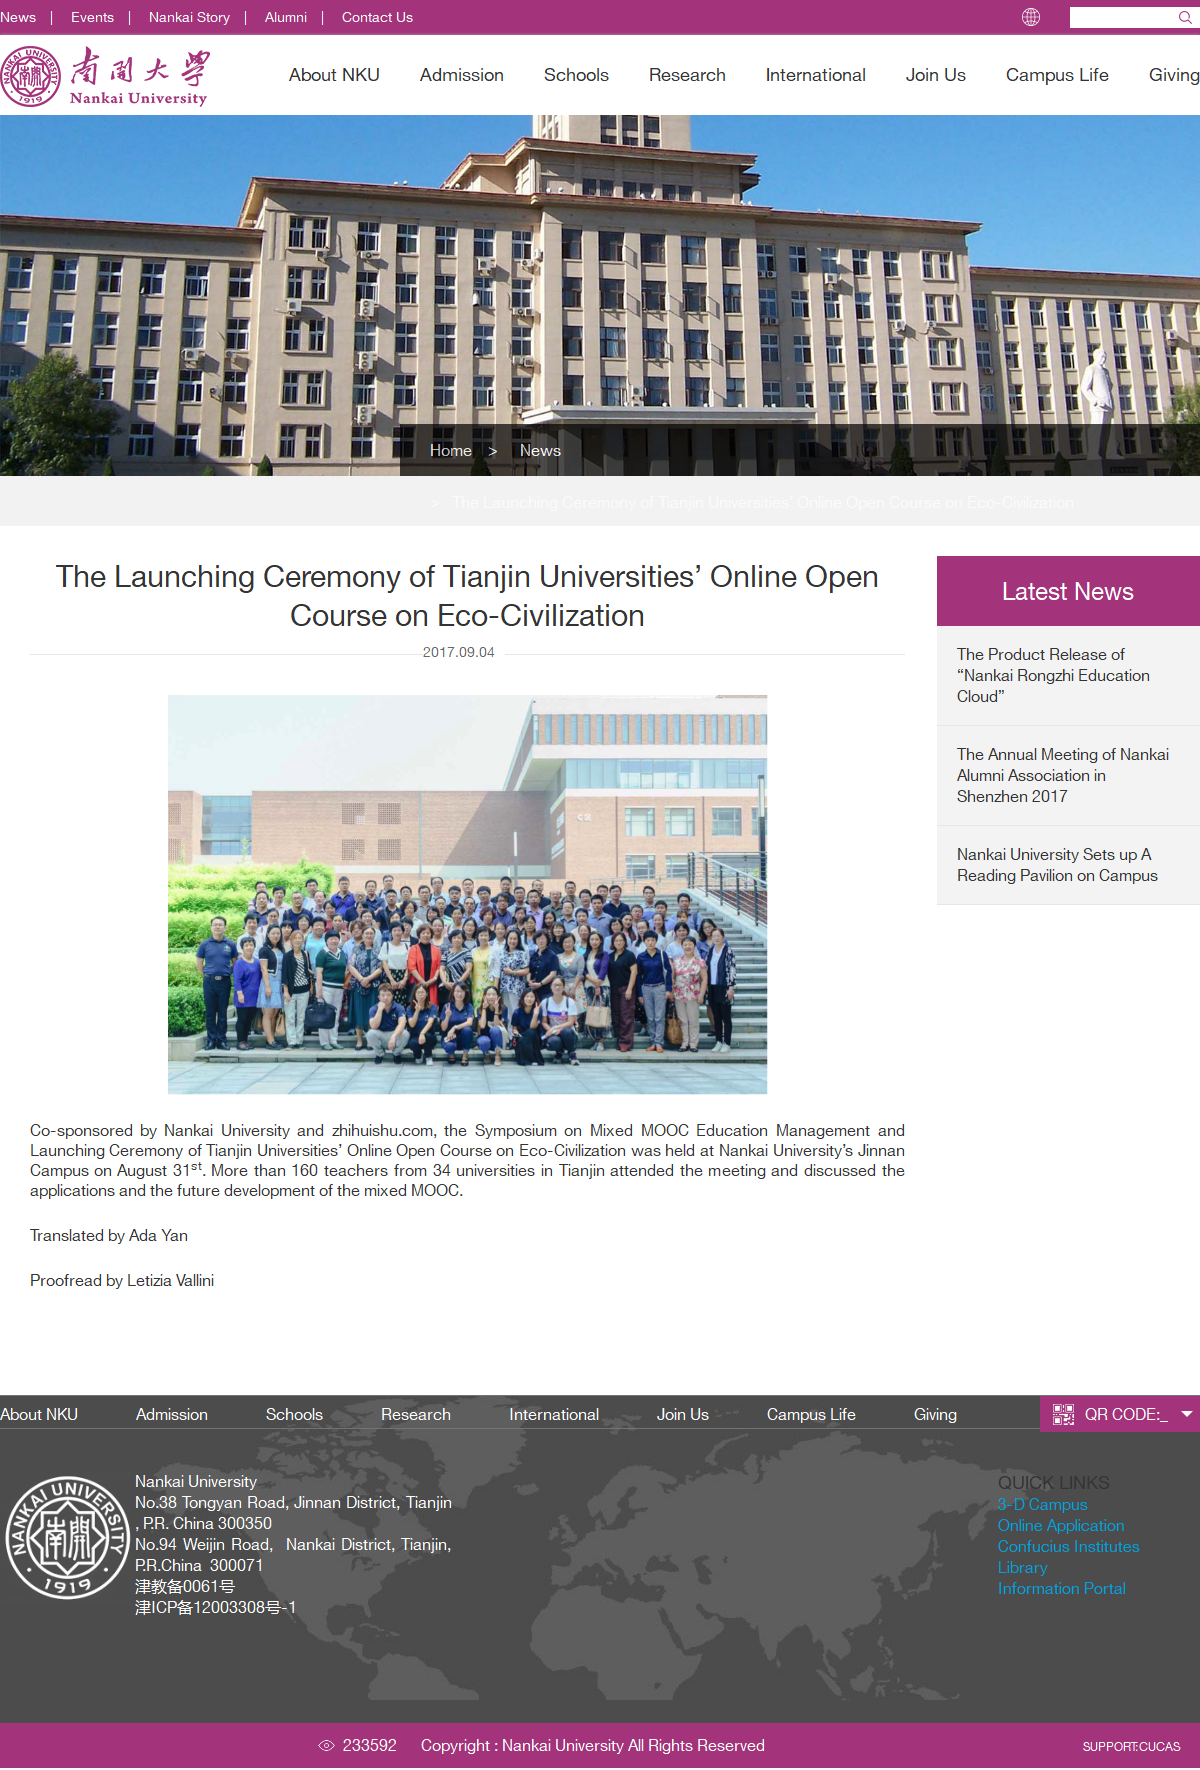 News | Events | Nankai Story | Alumni | Contact Us
NANKAI UNIVERSITY
1919
南開大學
Nankai University
About NKU Admission Schools Research International Join Us Campus Life Giving
Home > News
> The Launching Ceremony of Tianjin Universities’ Online Open Course on Eco-Civilization
The Launching Ceremony of Tianjin Universities’ Online Open
Course on Eco-Civilization
2017.09.04
Co-sponsored by Nankai University and zhihuishu.com, the Symposium on Mixed MOOC Education Management and
Launching Ceremony of Tianjin Universities’ Online Open Course on Eco-Civilization was held at Nankai University’s Jinnan
Campus on August 31st. More than 160 teachers from 34 universities in Tianjin attended the meeting and discussed the
applications and the future development of the mixed MOOC.
Translated by Ada Yan
Proofread by Letizia Vallini
Latest News
The Product Release of
“Nankai Rongzhi Education
Cloud”
The Annual Meeting of Nankai
Alumni Association in
Shenzhen 2017
Nankai University Sets up A
Reading Pavilion on Campus
About NKU Admission Schools Research International Join Us Campus Life Giving
QR CODE:_
NANKAI UNIVERSITY
南開
1919
Nankai University
No.38 Tongyan Road, Jinnan District, Tianjin
, P.R. China 300350
No.94 Weijin Road, Nankai District, Tianjin,
P.R.China 300071
津教备0061号
津ICP备12003308号-1
QUICK LINKS
3-D Campus
Online Application
Confucius Institutes
Library
Information Portal
233592 Copyright : Nankai University All Rights Reserved
SUPPORT:CUCAS